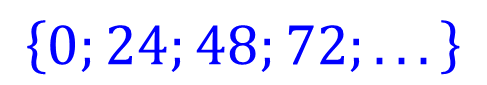 {0; 24; 48; 72; ...}